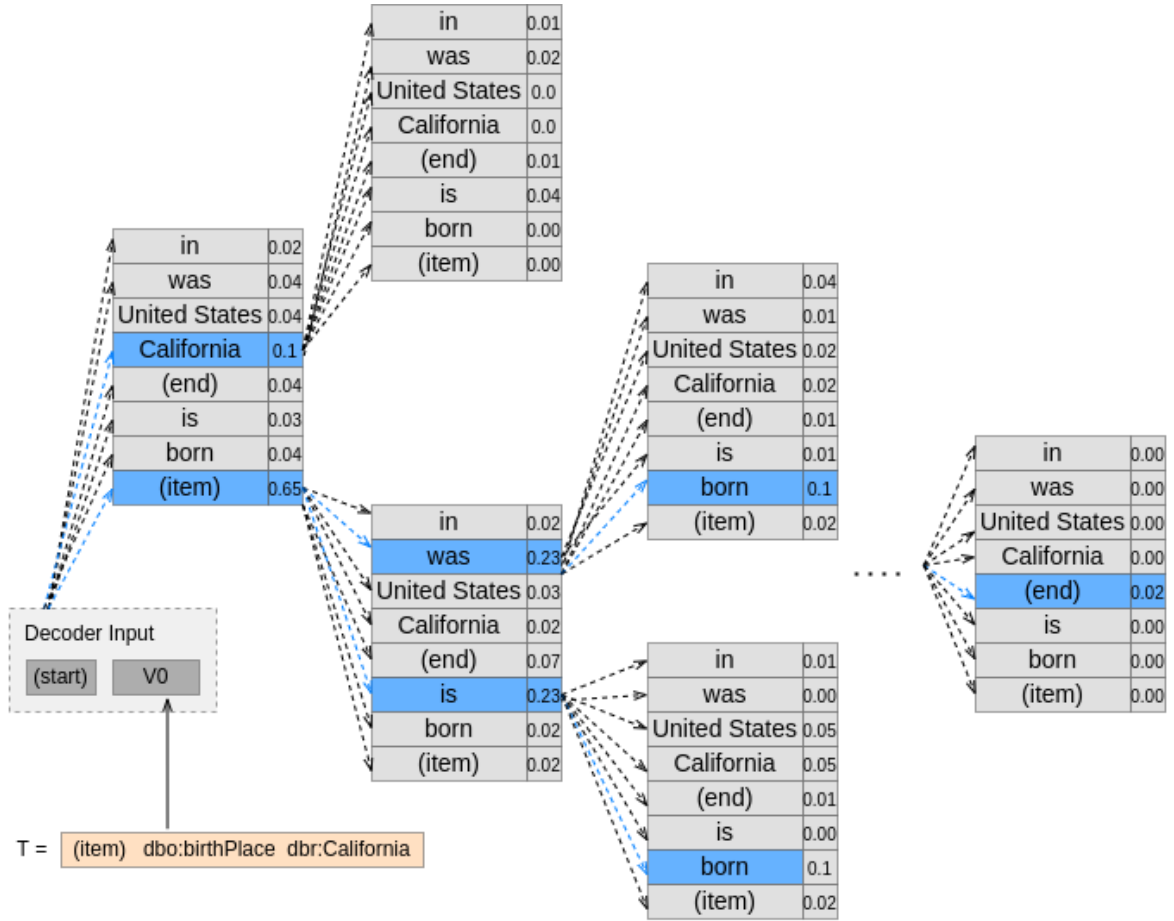 in 0.01
was 0.02
United States 0.0
California 0.0
(end) 0.01
is 0.04
born 0.00
(item) 0.00
in 0.02
was 0.04
United States 0.04
California 0.1
(end) 0.04
is 0.03
born 0.04
(item) 0.65
in 0.02
was 0.23
United States 0.03
California 0.02
(end) 0.07
is 0.23
born 0.02
(item) 0.02
in 0.04
was 0.01
United States 0.02
California 0.02
(end) 0.01
is 0.01
born 0.1
(item) 0.02
in 0.01
was 0.00
United States 0.05
California 0.05
(end) 0.01
is 0.00
born 0.1
(item) 0.02
....
in 0.00
was 0.00
United States 0.00
California 0.00
(end) 0.02
is 0.00
born 0.00
(item) 0.00
Decoder Input
(start) V0
T = (item) dbo:birthPlace dbr:California